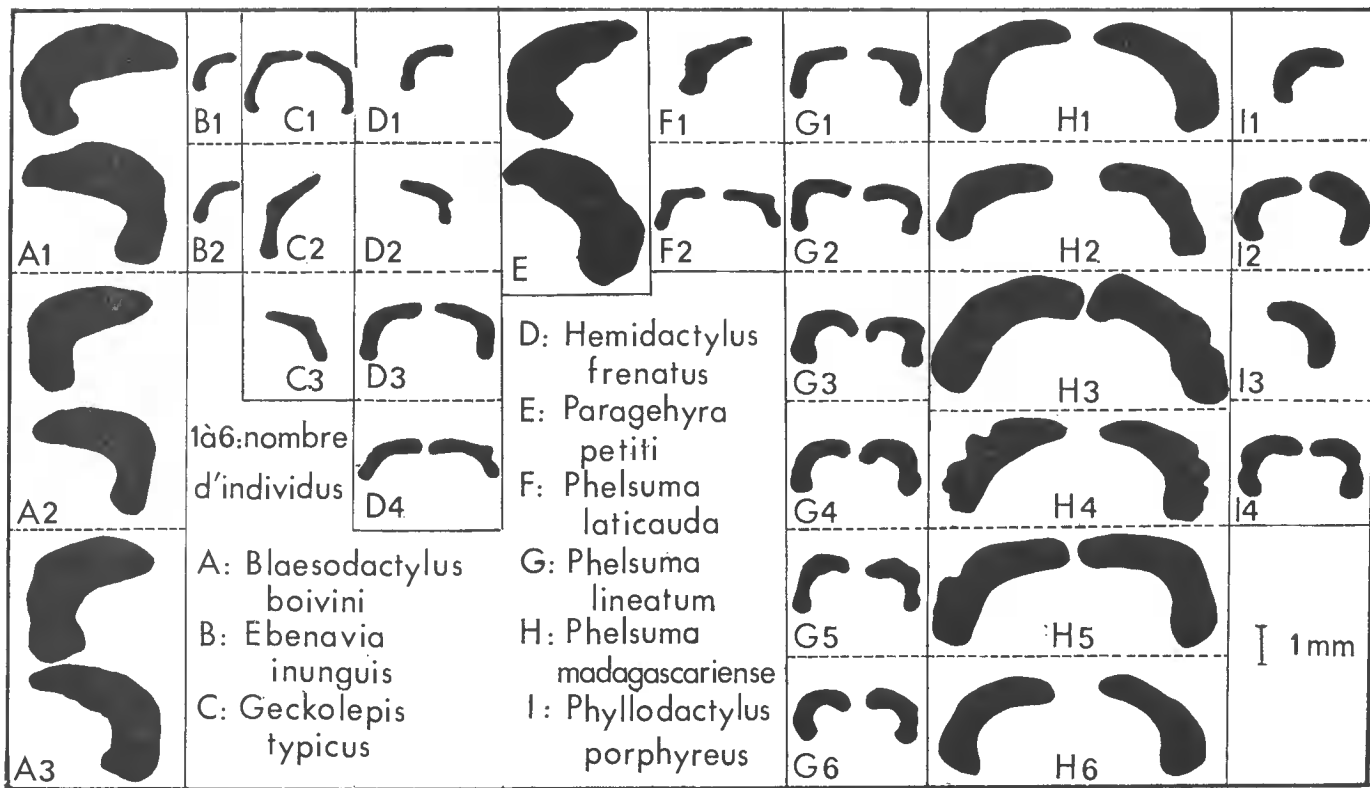 B1
C1
D1
F1
G1
H1
I1
A1
B2
C2
D2
E
F2
G2
H2
I2
C3
D3
G3
H3
I3
A2
D4
G4
H4
I4
G5
H5
A3
G6
H6
1à6:nombre
d'individus
A: Blaesodactylus
boivini
B: Ebenavia
inunguis
C: Geckolepis
typicus
D: Hemidactylus
frenatus
E: Paragehyra
petiti
F: Phelsuma
laticauda
G: Phelsuma
lineatum
H: Phelsuma
madagascariense
I: Phyllodactylus
porphyreus
1 mm